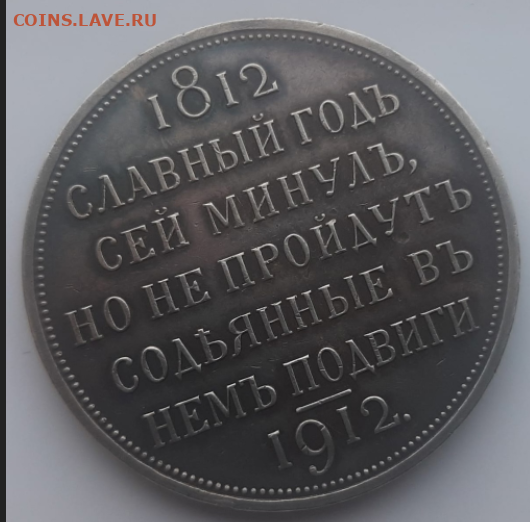 COINS.LAVE.RU
1812
СЛАВНЫЙ ГОДЪ
СЕЙ МИНУЛЪ,
НО НЕ ПРОЙДУТЪ
СОДѢЯННЫЕ ВЪ
НЕМЪ ПОДВИГИ
1912.